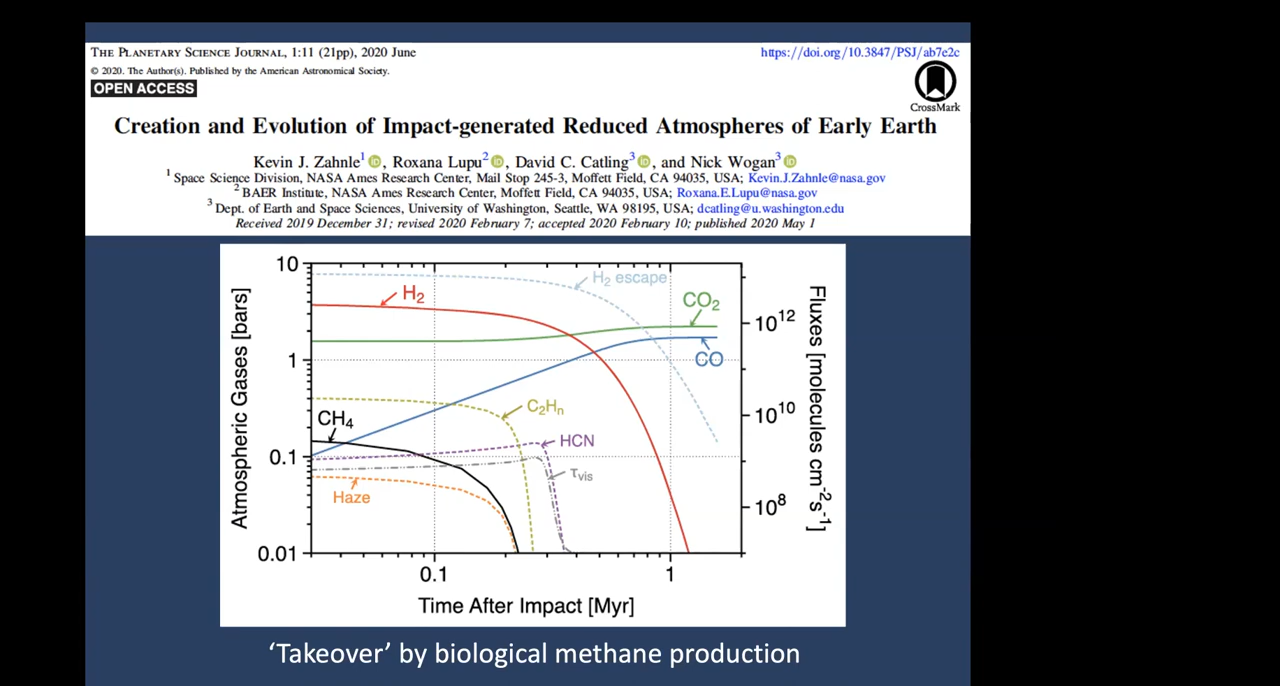 THE PLANETARY SCIENCE JOURNAL, 1:11 (21pp), 2020 June
https://doi.org/10.3847/PSJ/ab7e2c
© 2020. The Author(s). Published by the American Astronomical Society.
OPEN ACCESS
CrossMark
Creation and Evolution of Impact-generated Reduced Atmospheres of Early Earth
Kevin J. Zahnle¹, Roxana Lupu², David C. Catling³, and Nick Wogan³
¹ Space Science Division, NASA Ames Research Center, Mail Stop 245-3, Moffett Field, CA 94035, USA; Kevin.J.Zahnle@nasa.gov
² BAER Institute, NASA Ames Research Center, Moffett Field, CA 94035, USA; Roxana.E.Lupu@nasa.gov
³ Dept. of Earth and Space Sciences, University of Washington, Seattle, WA 98195, USA; dcatling@u.washington.edu
Received 2019 December 31; revised 2020 February 7; accepted 2020 February 10; published 2020 May 1
Atmospheric Gases [bars]
10
1
0.1
0.01
H₂
H₂ escape
CO₂
CO
C₂Hₙ
CH₄
HCN
τvis
Haze
10¹²
10¹⁰
10⁸
Fluxes [molecules cm⁻²s⁻¹]
0.1
1
Time After Impact [Myr]
‘Takeover’ by biological methane production